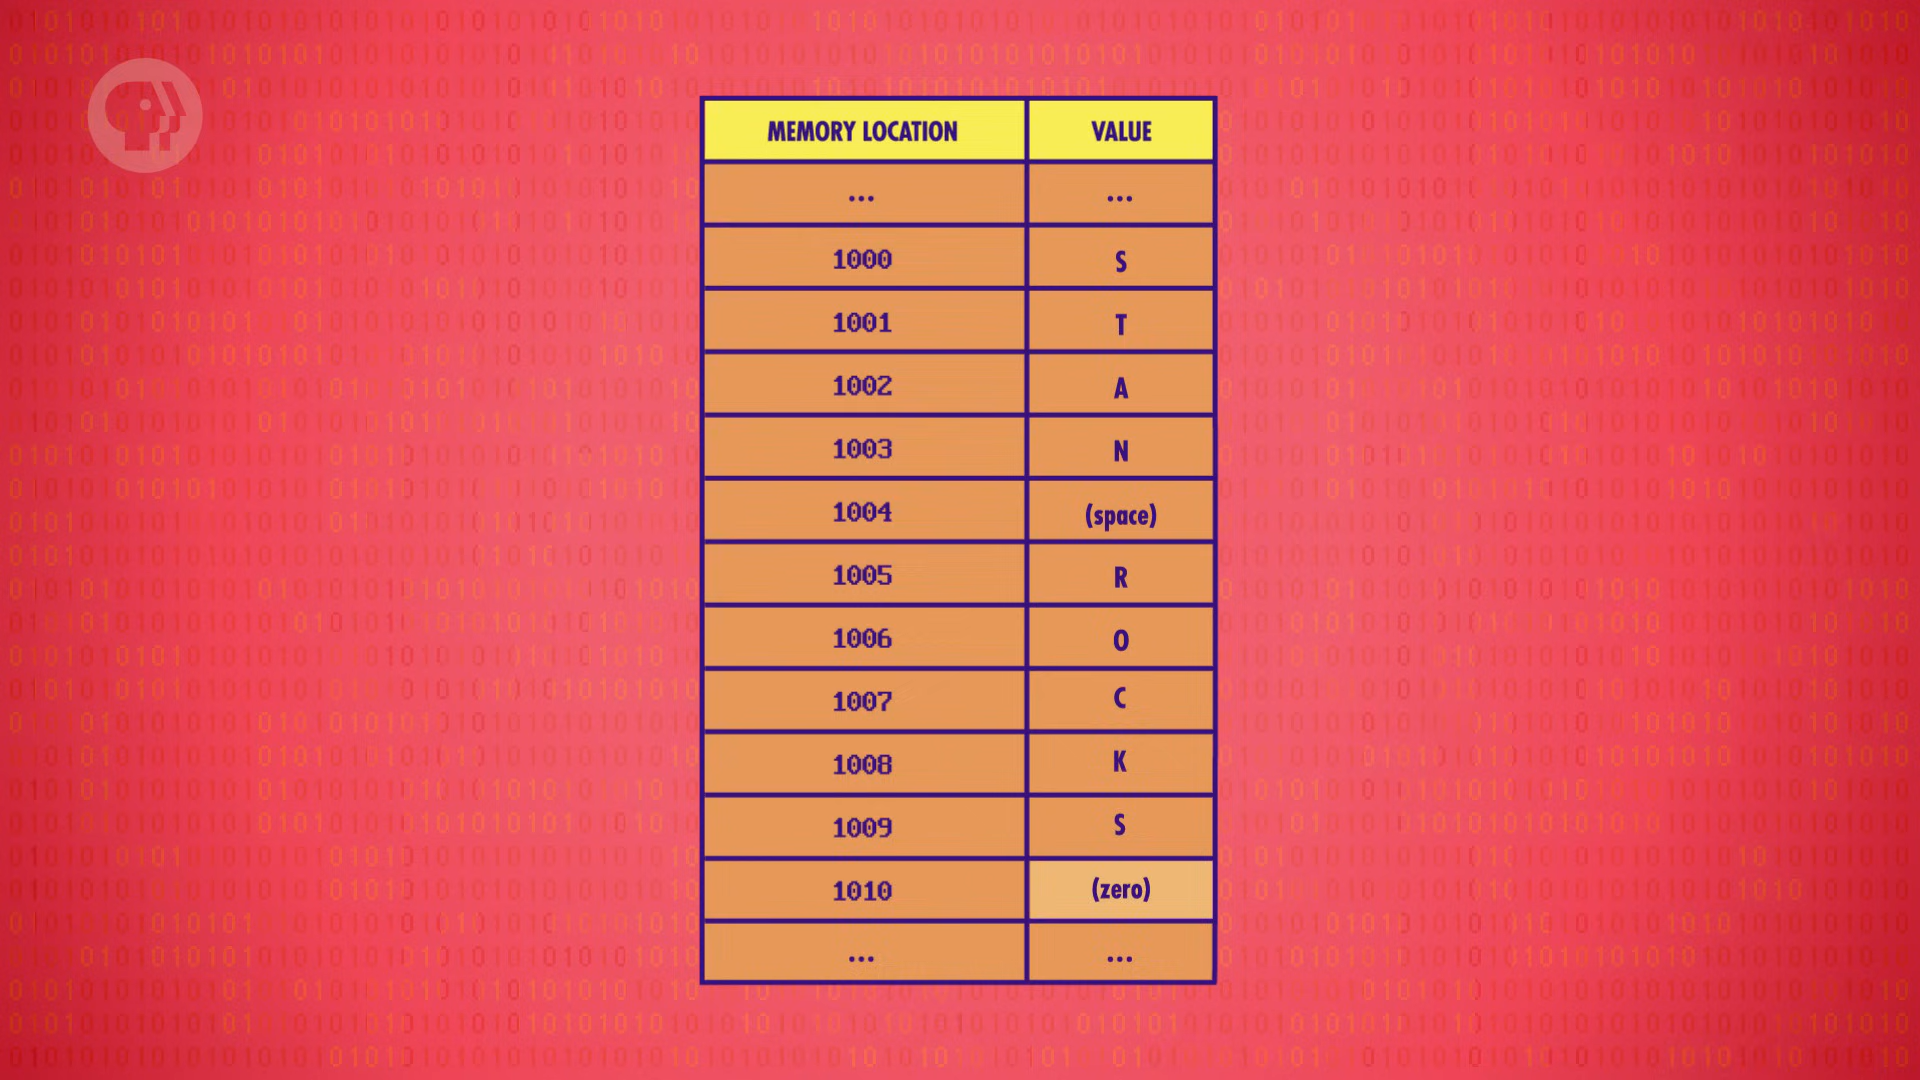 MEMORY LOCATION VALUE
... ...
1000 S
1001 T
1002 A
1003 N
1004 (space)
1005 R
1006 O
1007 C
1008 K
1009 S
1010 (zero)
... ...